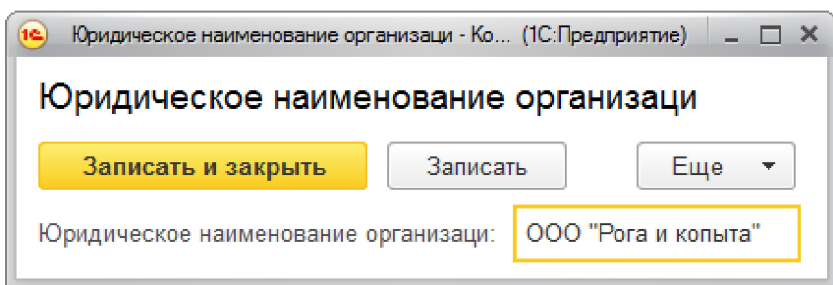 1С Юридическое наименование организаци - Ко... (1С:Предприятие)
Юридическое наименование организаци
Записать и закрыть Записать Еще
Юридическое наименование организаци: ООО "Рога и копыта"